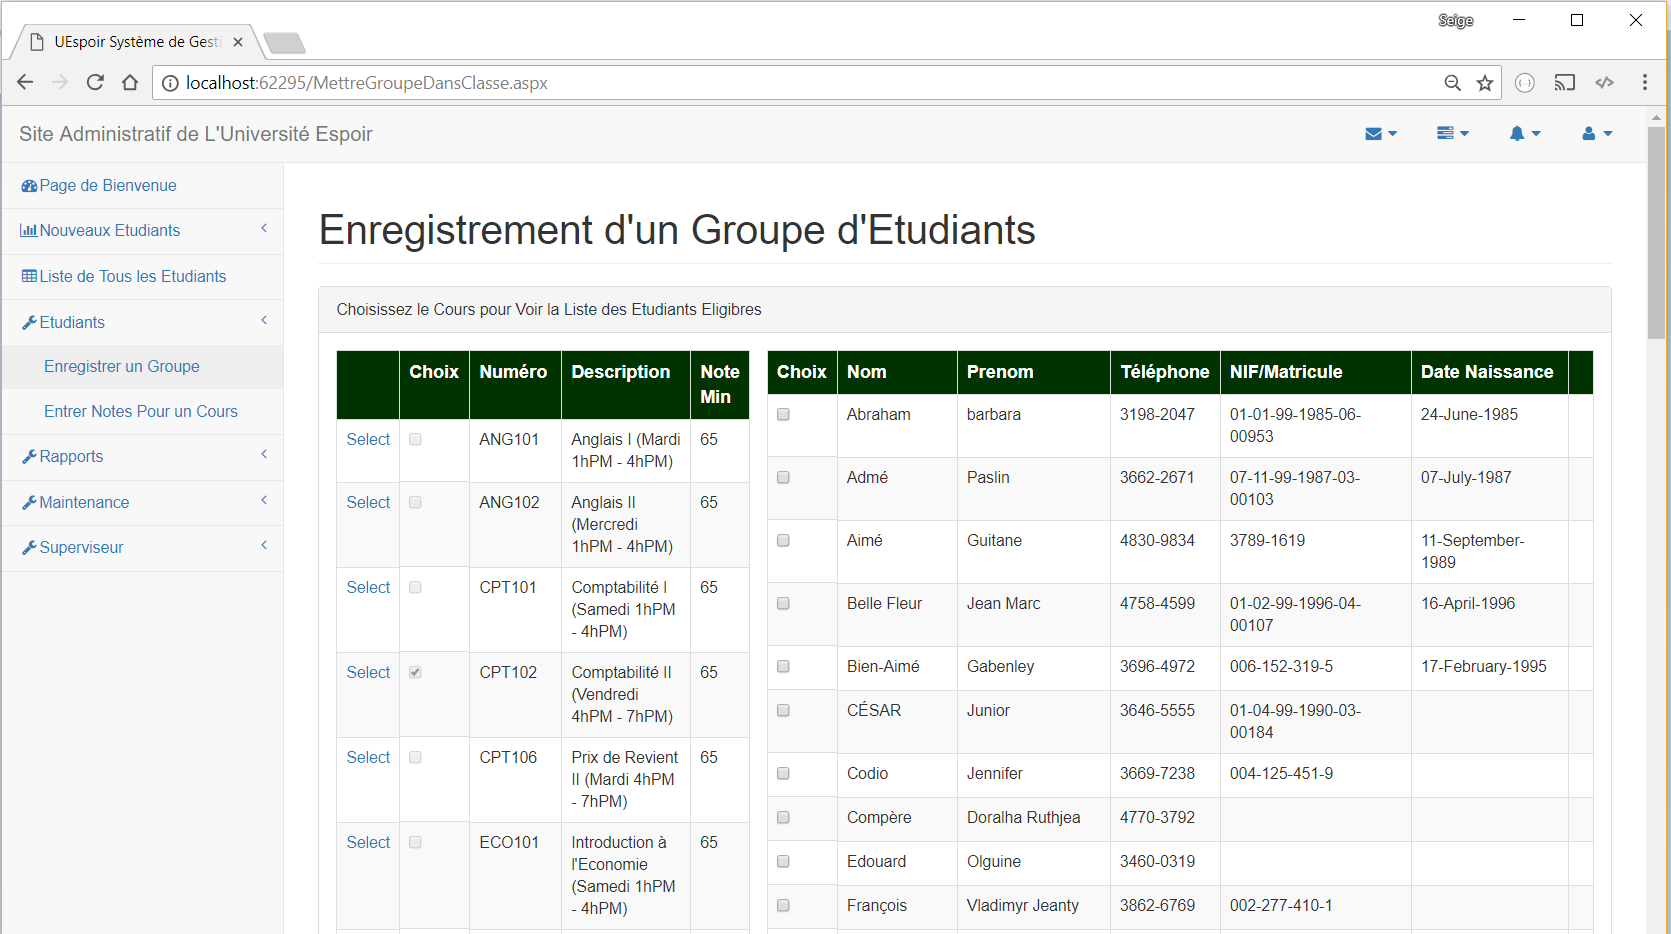 Seige
UEspoir Système de Gesti
localhost:62295/MettreGroupeDansClasse.aspx
Site Administratif de L'Université Espoir
Page de Bienvenue
Nouveaux Etudiants
Liste de Tous les Etudiants
Etudiants
Enregistrer un Groupe
Entrer Notes Pour un Cours
Rapports
Maintenance
Superviseur
Enregistrement d'un Groupe d'Etudiants
Choisissez le Cours pour Voir la Liste des Etudiants Eligibres
Choix Numéro Description Note
Min
Select ANG101 Anglais I (Mardi 65
1hPM - 4hPM)
Select ANG102 Anglais II 65
(Mercredi
1hPM - 4hPM)
Select CPT101 Comptabilité I 65
(Samedi 1hPM
- 4hPM)
Select CPT102 Comptabilité II 65
(Vendredi
4hPM - 7hPM)
Select CPT106 Prix de Revient 65
II (Mardi 4hPM
- 7hPM)
Select ECO101 Introduction à 65
l'Economie
(Samedi 1hPM
- 4hPM)
Choix Nom Prenom Téléphone NIF/Matricule Date Naissance
Abraham barbara 3198-2047 01-01-99-1985-06- 24-June-1985
00953
Admé Paslin 3662-2671 07-11-99-1987-03- 07-July-1987
00103
Aimé Guitane 4830-9834 3789-1619 11-September-
1989
Belle Fleur Jean Marc 4758-4599 01-02-99-1996-04- 16-April-1996
00107
Bien-Aimé Gabenley 3696-4972 006-152-319-5 17-February-1995
CÉSAR Junior 3646-5555 01-04-99-1990-03-
00184
Codio Jennifer 3669-7238 004-125-451-9
Compère Doralha Ruthjea 4770-3792
Edouard Olguine 3460-0319
François Vladimyr Jeanty 3862-6769 002-277-410-1